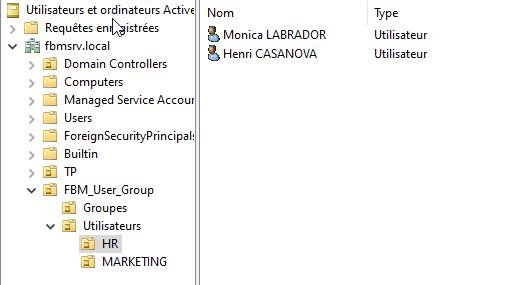 Utilisateurs et ordinateurs Active
Requêtes enregistrées
fbmsrv.local
Domain Controllers
Computers
Managed Service Accour
Users
ForeignSecurityPrincipals
Builtin
TP
FBM_User_Group
Groupes
Utilisateurs
HR
MARKETING
Nom Type
Monica LABRADOR Utilisateur
Henri CASANOVA Utilisateur